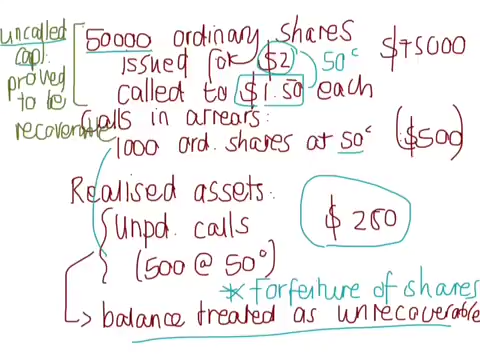 uncalled
cap.
proved
to be
recoverable
50000 ordinary shares
issued for $2
50c
$75000
called to $1.50 each
Calls in arrears:
1000 ord. shares at 50c
($500)
Realised assets:
Unpd. calls
(500 @ 50c)
$ 250
* Forfeiture of shares
balance treated as unrecoverable